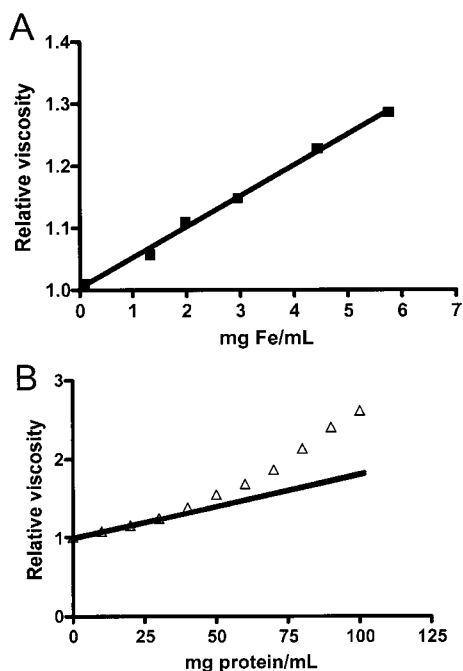 A
Relative viscosity
1.4
1.3
1.2
1.1
1.0
0 1 2 3 4 5 6 7
mg Fe/mL
B
Relative viscosity
3
2
1
0
0 25 50 75 100 125
mg protein/mL